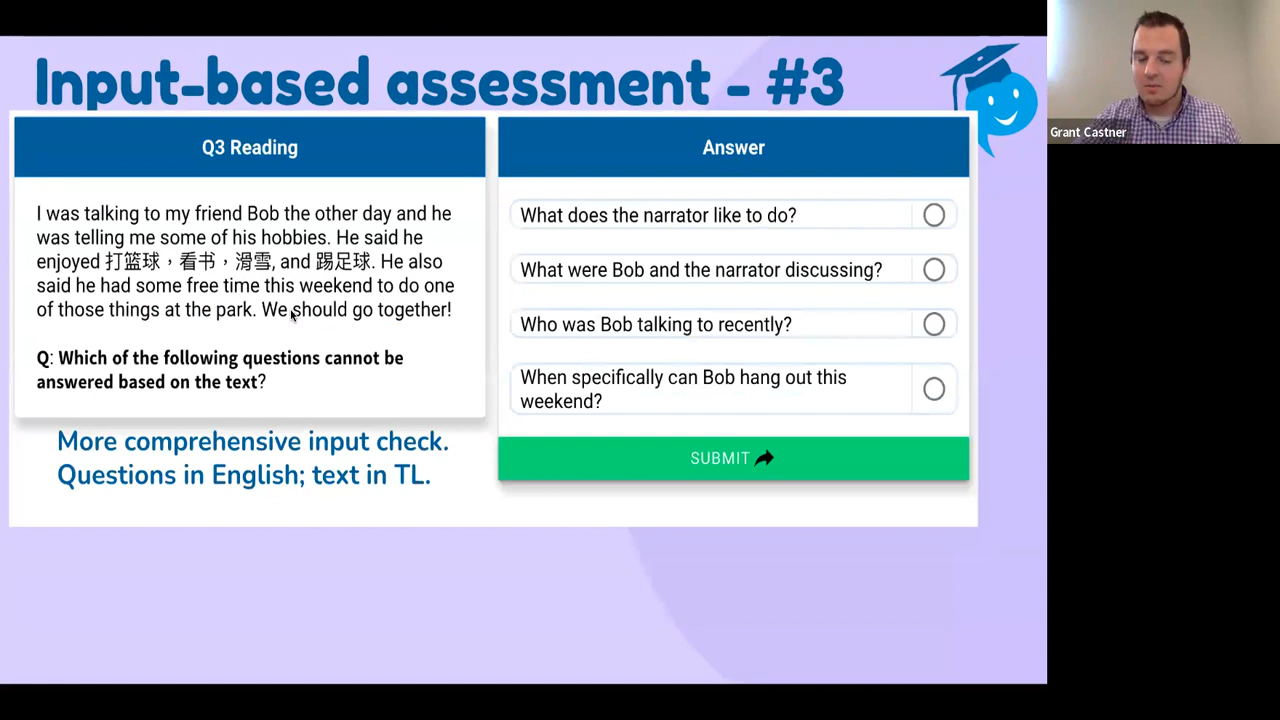 Input-based assessment - #3
Q3 Reading
I was talking to my friend Bob the other day and he
was telling me some of his hobbies. He said he
enjoyed 打篮球，看书，滑雪, and 踢足球. He also
said he had some free time this weekend to do one
of those things at the park. We should go together!
Q: Which of the following questions cannot be
answered based on the text?
More comprehensive input check.
Questions in English; text in TL.
Answer
What does the narrator like to do?
What were Bob and the narrator discussing?
Who was Bob talking to recently?
When specifically can Bob hang out this
weekend?
SUBMIT
Grant Castner